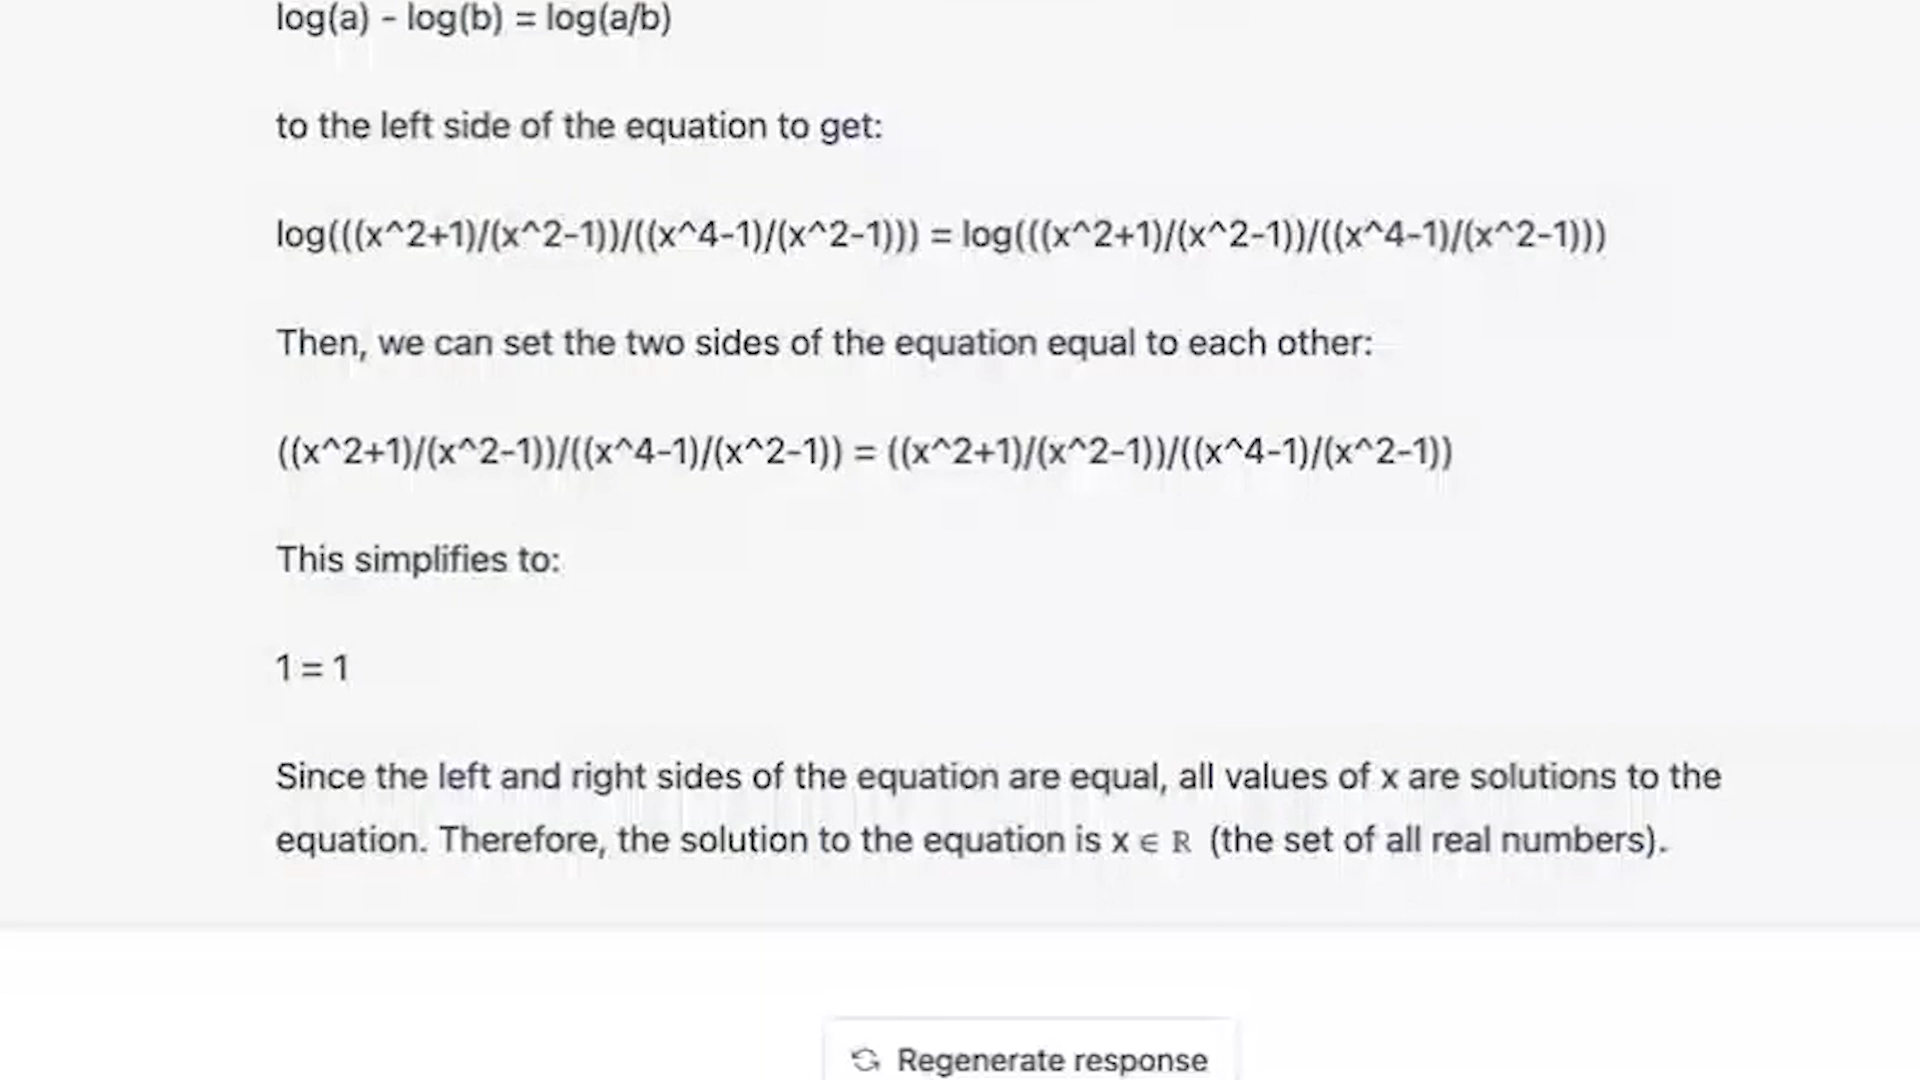 log(a) - log(b) = log(a/b)
to the left side of the equation to get:
log(((x^2+1)/(x^2-1))/((x^4-1)/(x^2-1))) = log(((x^2+1)/(x^2-1))/((x^4-1)/(x^2-1)))
Then, we can set the two sides of the equation equal to each other:
((x^2+1)/(x^2-1))/((x^4-1)/(x^2-1)) = ((x^2+1)/(x^2-1))/((x^4-1)/(x^2-1))
This simplifies to:
1 = 1
Since the left and right sides of the equation are equal, all values of x are solutions to the
equation. Therefore, the solution to the equation is x ∈ ℝ (the set of all real numbers).
Regenerate response